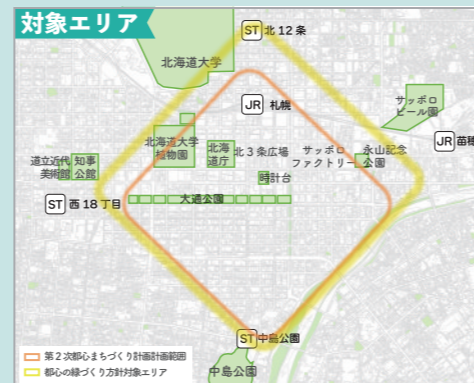 対象エリア
ST 北12条
北海道大学
JR 札幌
サッポロ
ビール園
JR 苗穂
北海道大学
植物園
北海道
道庁
北3条広場
サッポロ
ファクトリー
永山記念
公園
道立近代
美術館
知事
公館
時計台
大通公園
ST 西18丁目
ST 中島公園
中島公園
第2次都心まちづくり計画計画範囲
都心の緑づくり方針対象エリア